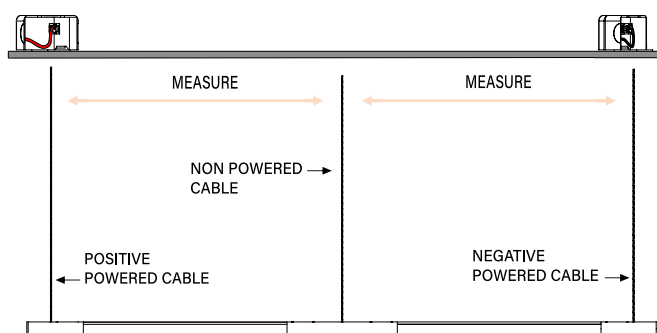 MEASURE
MEASURE
NON POWERED
CABLE
POSITIVE
POWERED CABLE
NEGATIVE
POWERED CABLE